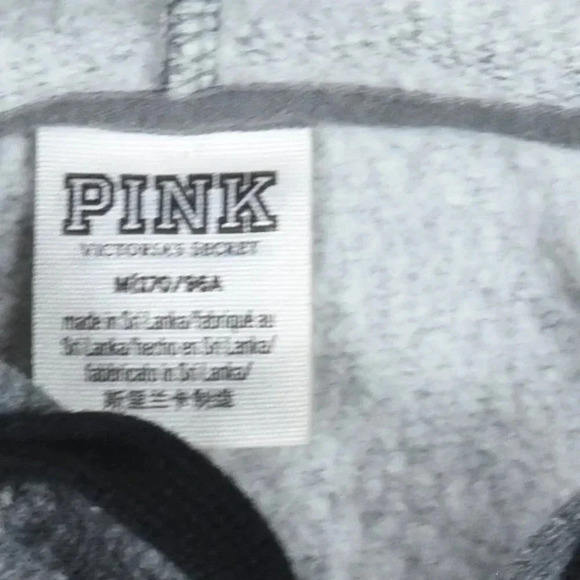 PINK
VICTORIA'S SECRET
M(170/96A
made in Sri Lanka/fabriqué au
Sri Lanka/hecho en Sri Lanka/
fabbricato in Sri Lanka/
斯里兰卡制造